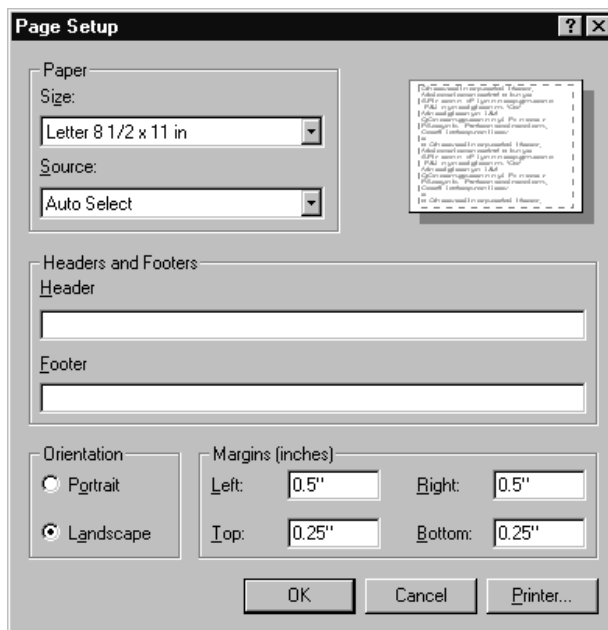 Page Setup
Paper
Size:
Letter 8 1/2 x 11 in
Source:
Auto Select
Headers and Footers
Header
Footer
Orientation
Portrait
Landscape
Margins (inches)
Left: 0.5" Right: 0.5"
Top: 0.25" Bottom: 0.25"
OK Cancel Printer...